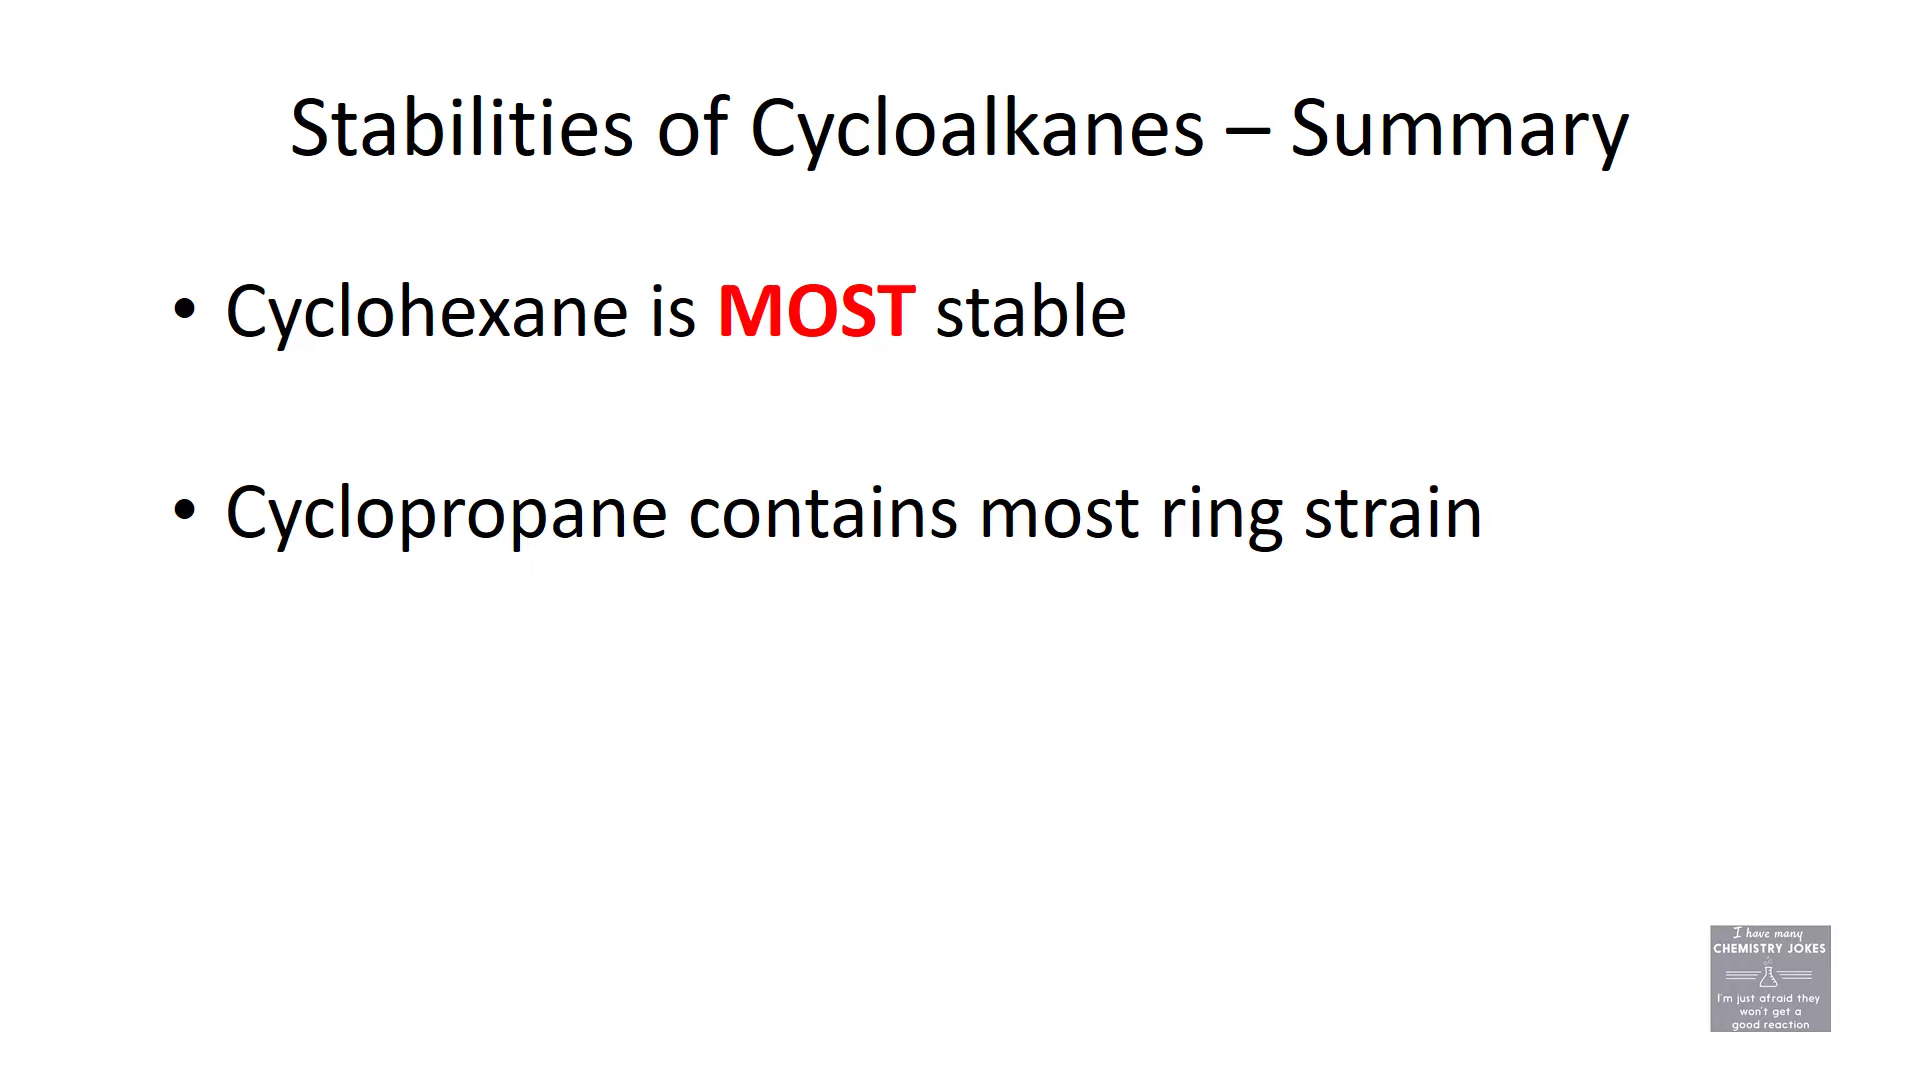 Stabilities of Cycloalkanes – Summary
• Cyclohexane is MOST stable
• Cyclopropane contains most ring strain
I have many
CHEMISTRY JOKES
I'm just afraid they
won't get a
good reaction